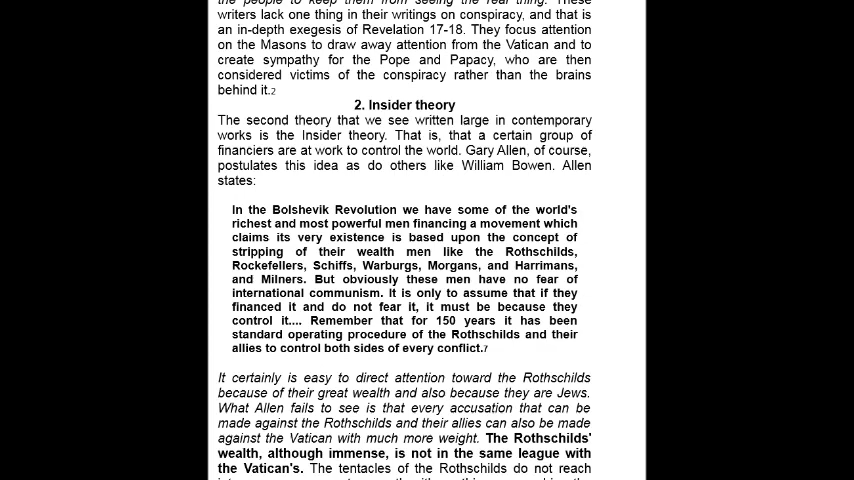 the people to keep them from seeing the real thing. These
writers lack one thing in their writings on conspiracy, and that is
an in-depth exegesis of Revelation 17-18. They focus attention
on the Masons to draw away attention from the Vatican and to
create sympathy for the Pope and Papacy, who are then
considered victims of the conspiracy rather than the brains
behind it.2
2. Insider theory
The second theory that we see written large in contemporary
works is the Insider theory. That is, that a certain group of
financiers are at work to control the world. Gary Allen, of course,
postulates this idea as do others like William Bowen. Allen
states:
In the Bolshevik Revolution we have some of the world's
richest and most powerful men financing a movement which
claims its very existence is based upon the concept of
stripping of their wealth men like the Rothschilds,
Rockefellers, Schiffs, Warburgs, Morgans, and Harrimans,
and Milners. But obviously these men have no fear of
international communism. It is only to assume that if they
financed it and do not fear it, it must be because they
control it.... Remember that for 150 years it has been
standard operating procedure of the Rothschilds and their
allies to control both sides of every conflict.7
It certainly is easy to direct attention toward the Rothschilds
because of their great wealth and also because they are Jews.
What Allen fails to see is that every accusation that can be
made against the Rothschilds and their allies can also be made
against the Vatican with much more weight. The Rothschilds'
wealth, although immense, is not in the same league with
the Vatican's. The tentacles of the Rothschilds do not reach